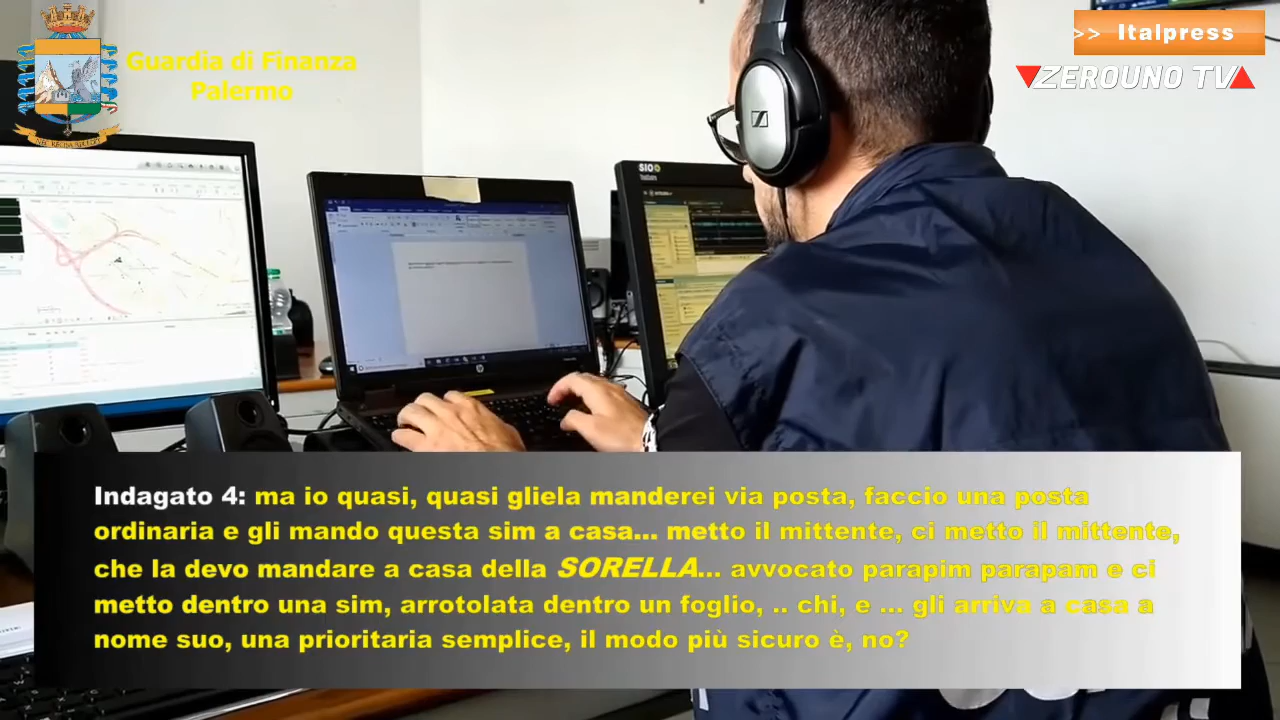 Guardia di Finanza
Palermo
>> Italpress
ZEROUNO TV
SIO
hp
Indagato 4: ma io quasi, quasi gliela manderei via posta, faccio una posta
ordinaria e gli mando questa sim a casa... metto il mittente, ci metto il mittente,
che la devo mandare a casa della SORELLA... avvocato parapim parapam e ci
metto dentro una sim, arrotolata dentro un foglio, .. chi, e ... gli arriva a casa a
nome suo, una prioritaria semplice, il modo più sicuro è, no?